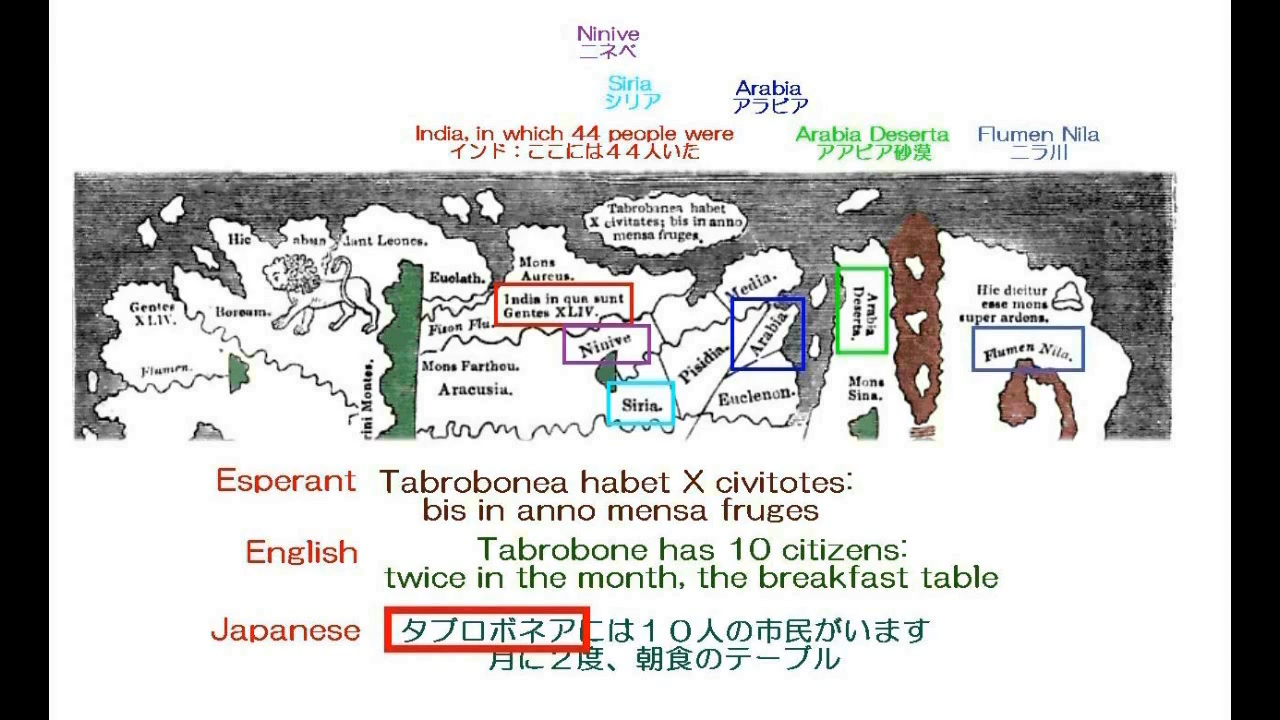 Ninive
ニネベ
Siria
シリア
Arabia
アラビア
India, in which 44 people were
インド：ここには４４人いた
Arabia Deserta
アアビア砂漠
Flumen Nila
ニラ川
Tabrobanea habet
X civitates; bis in anno
mensa fruges.
Hic abundant Leones.
Mons
Aureus.
Euelath.
Media.
India in qua sunt
Gentes XLIV.
Gentes
XLIV.
Boreum.
Fison Flu.
Arabia
Arabia
Deserta.
Hic dicitur
esse mons
super ardens.
Ninive
Pisidia.
Flumen Nila.
Flumen.
Mons Farthou.
Aracusia.
rini Montes.
Siria.
Euclenon.
Mons
Sina.
Esperant Tabrobonea habet X civitotes:
bis in anno mensa fruges
English Tabrobone has 10 citizens:
twice in the month, the breakfast table
Japanese タブロボネアには１０人の市民がいます
月に２度、朝食のテーブル